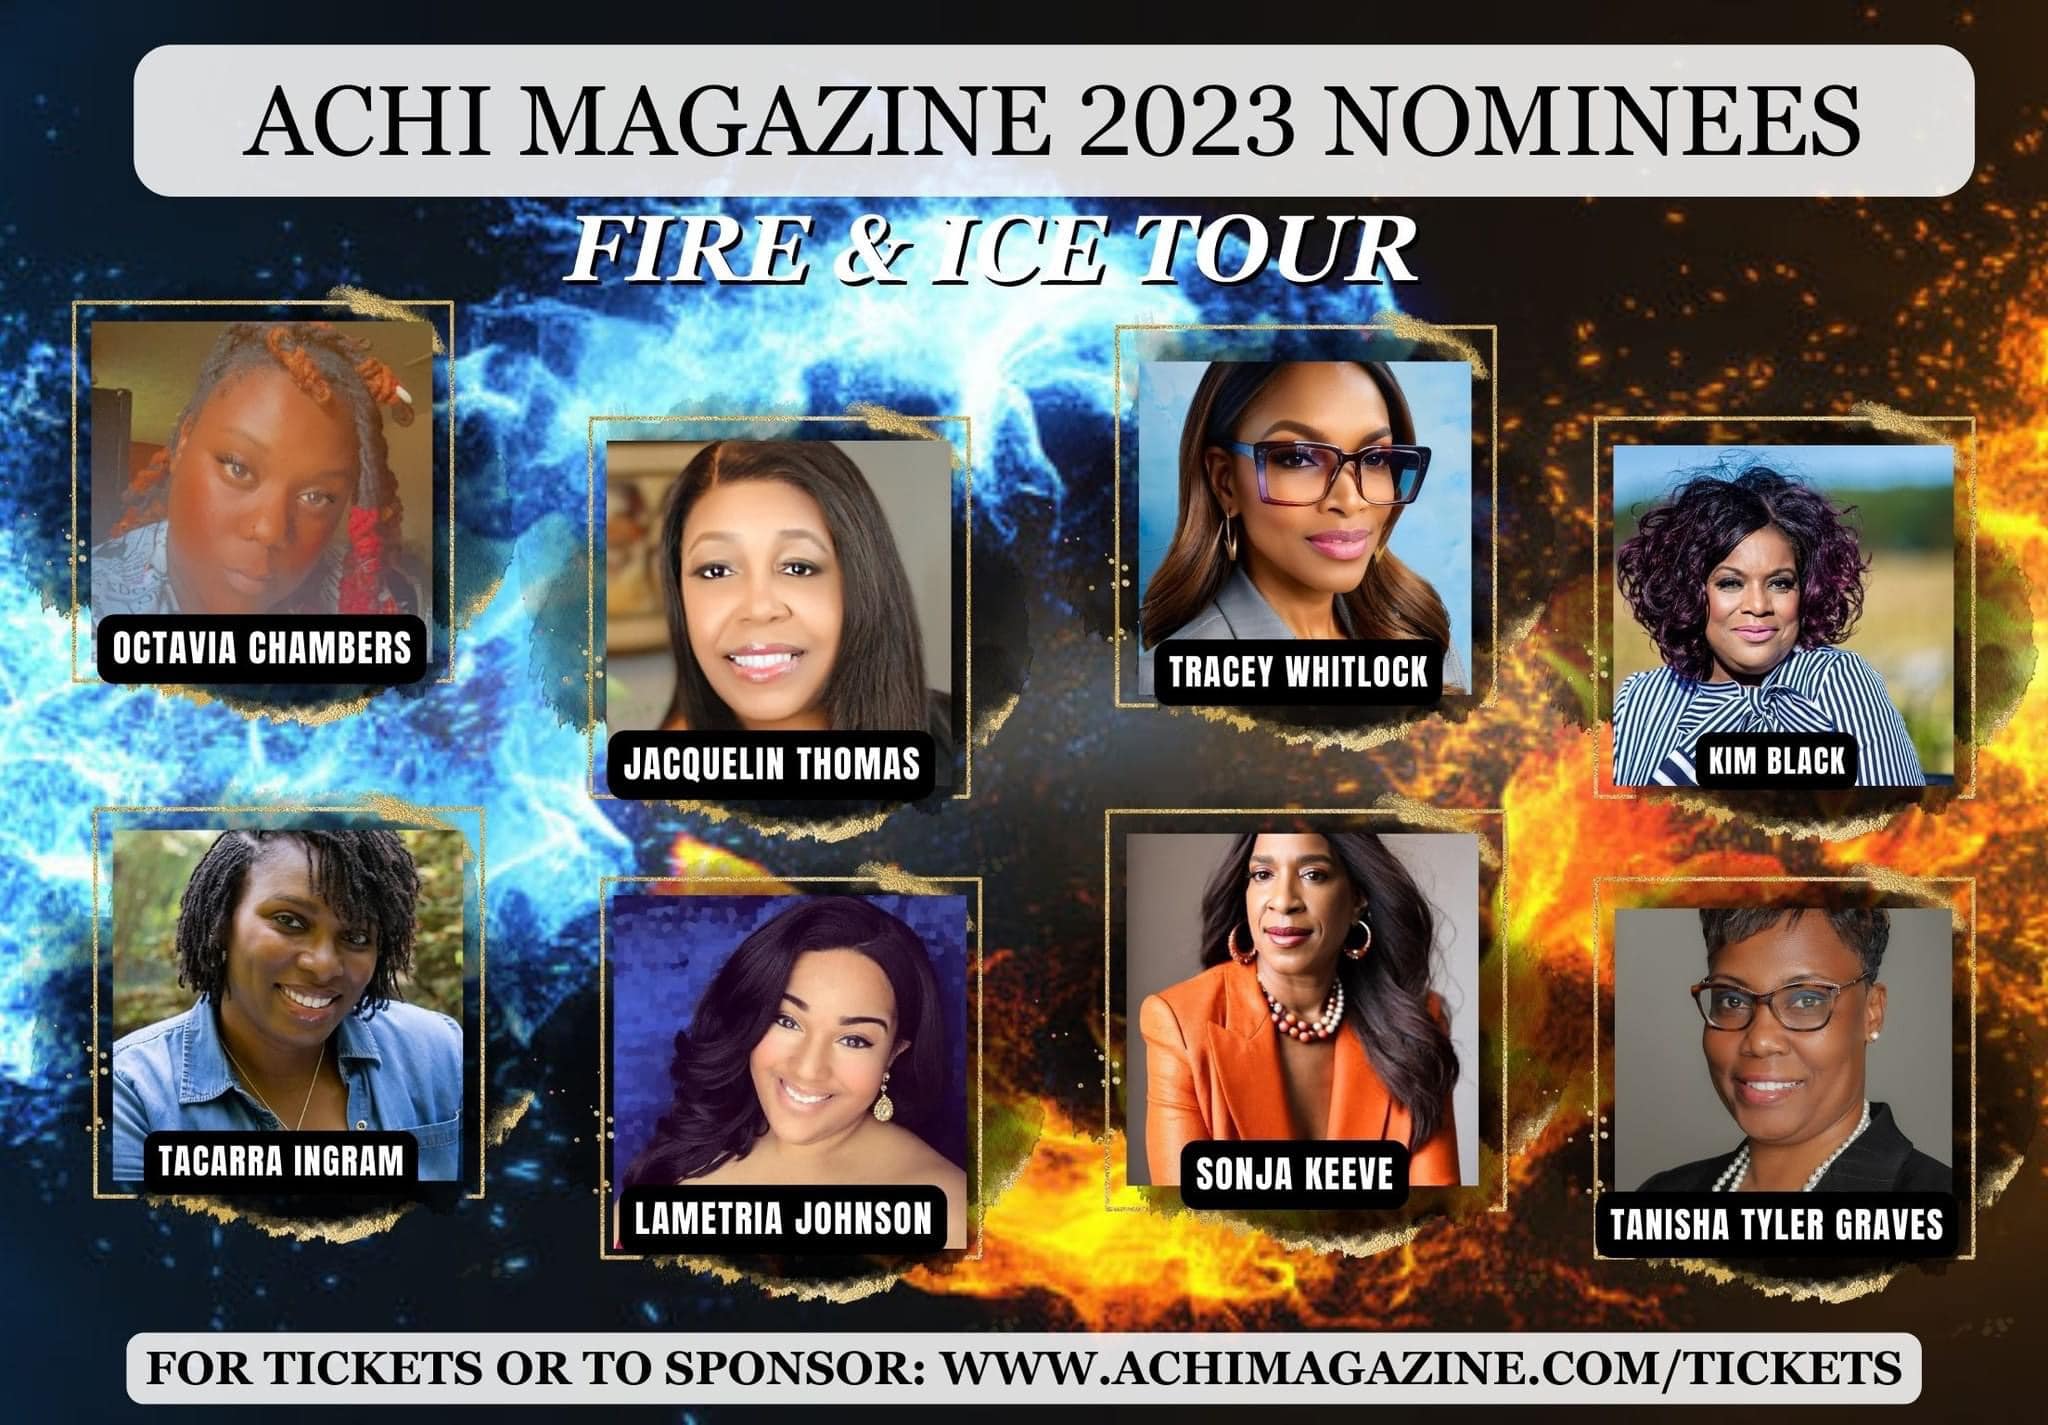 ACHI MAGAZINE 2023 NOMINEES
FIRE & ICE TOUR
OCTAVIA CHAMBERS
JACQUELIN THOMAS
TRACEY WHITLOCK
KIM BLACK
TACARRA INGRAM
LAMETRIA JOHNSON
SONJA KEEVE
TANISHA TYLER GRAVES
FOR TICKETS OR TO SPONSOR: WWW.ACHIMAGAZINE.COM/TICKETS